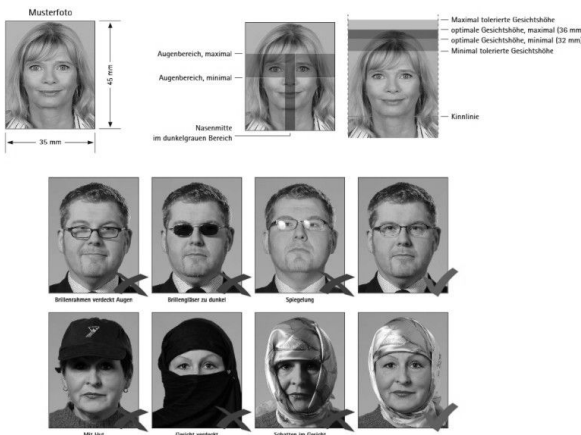 Musterfoto
45 mm
35 mm
Augenbereich, maximal
Augenbereich, minimal
Nasenmitte
im dunkelgrauen Bereich
Maximal tolerierte Gesichtshöhe
optimale Gesichtshöhe, maximal (36 mm)
optimale Gesichtshöhe, minimal (32 mm)
Minimal tolerierte Gesichtshöhe
Kinnlinie
Brillenrahmen verdeckt Augen
Brillengläser zu dunkel
Spiegelung
Mit Hut
Gesicht verdeckt
Schatten im Gesicht